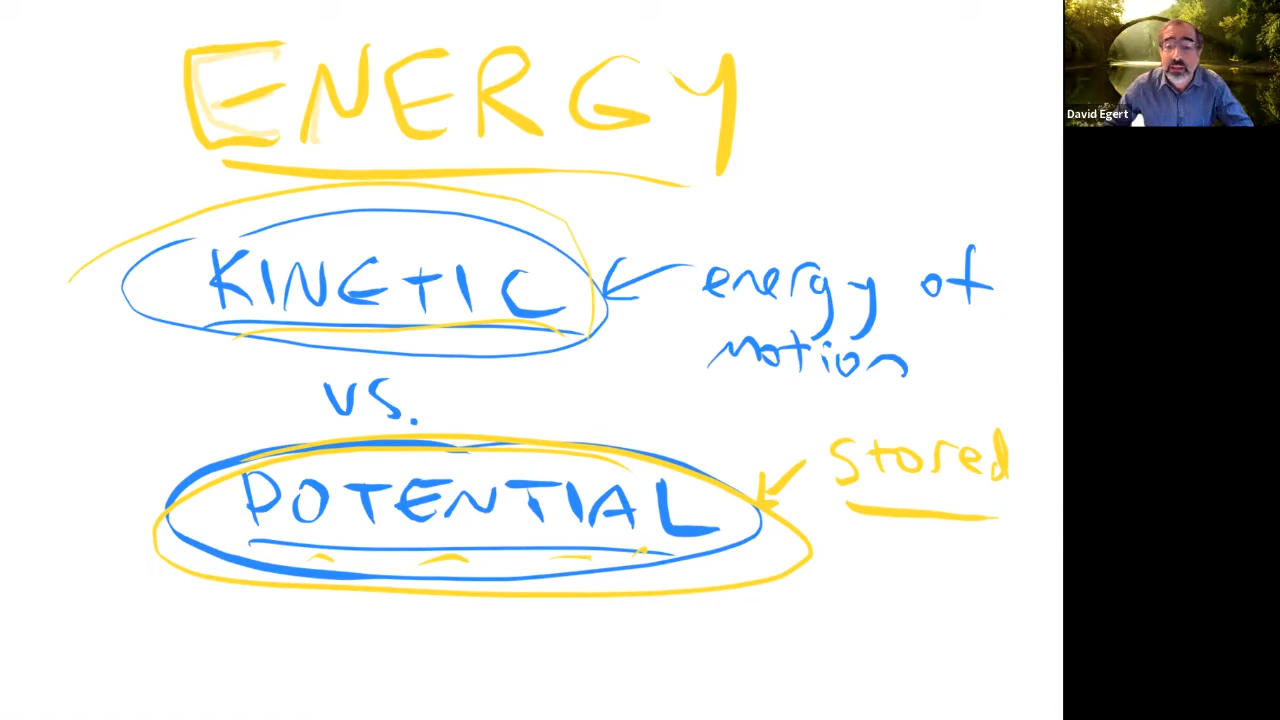 ENERGY
KINETIC
energy of
motion
vs.
POTENTIAL
stored
David Egert